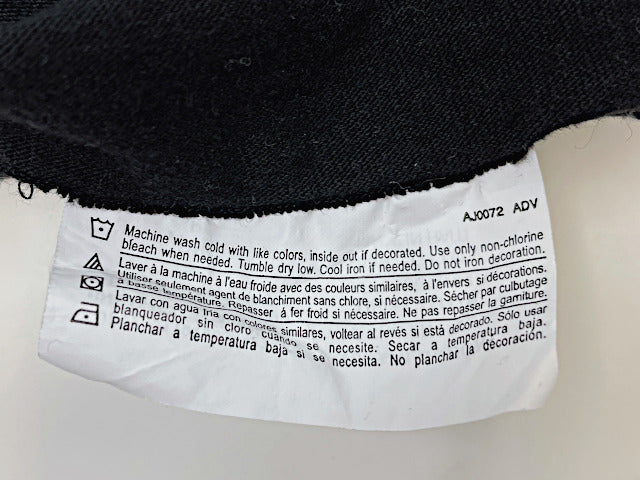 AJ0072 ADV
Machine wash cold with like colors, inside out if decorated. Use only non-chlorine
bleach when needed. Tumble dry low. Cool iron if needed. Do not iron decoration.
Laver à la machine à l'eau froide avec des couleurs similaires, à l'envers si décorations.
Utiliser seulement agent de blanchiment sans chlore, si nécessaire. Sécher par culbutage
à basse température. Repasser à fer froid si nécessaire. Ne pas repasser la garniture.
Lavar con agua fria con colores similares, voltear al revés si está decorado. Sólo usar
blanqueador sin cloro cuando se necesite. Secar a temperatura baja.
Planchar a temperatura baja si se necesita. No planchar la decoración.